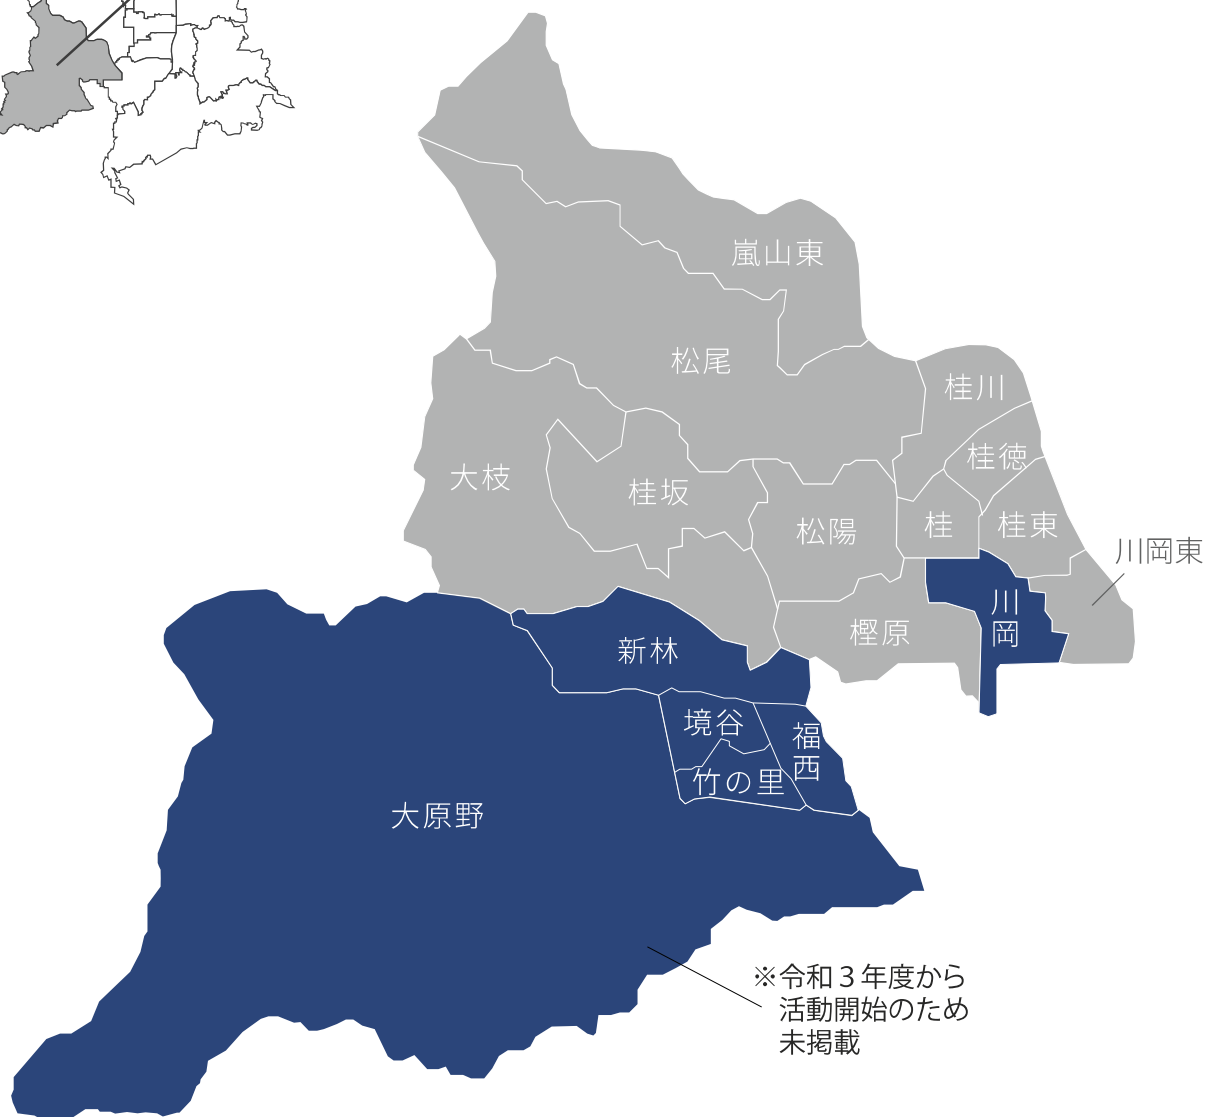 嵐山東
松尾
桂川
桂徳
大枝
桂坂
松陽
桂
桂東
川岡東
川
岡
樫原
新林
境谷
福
西
竹の里
大原野
※令和3年度から
活動開始のため
未掲載